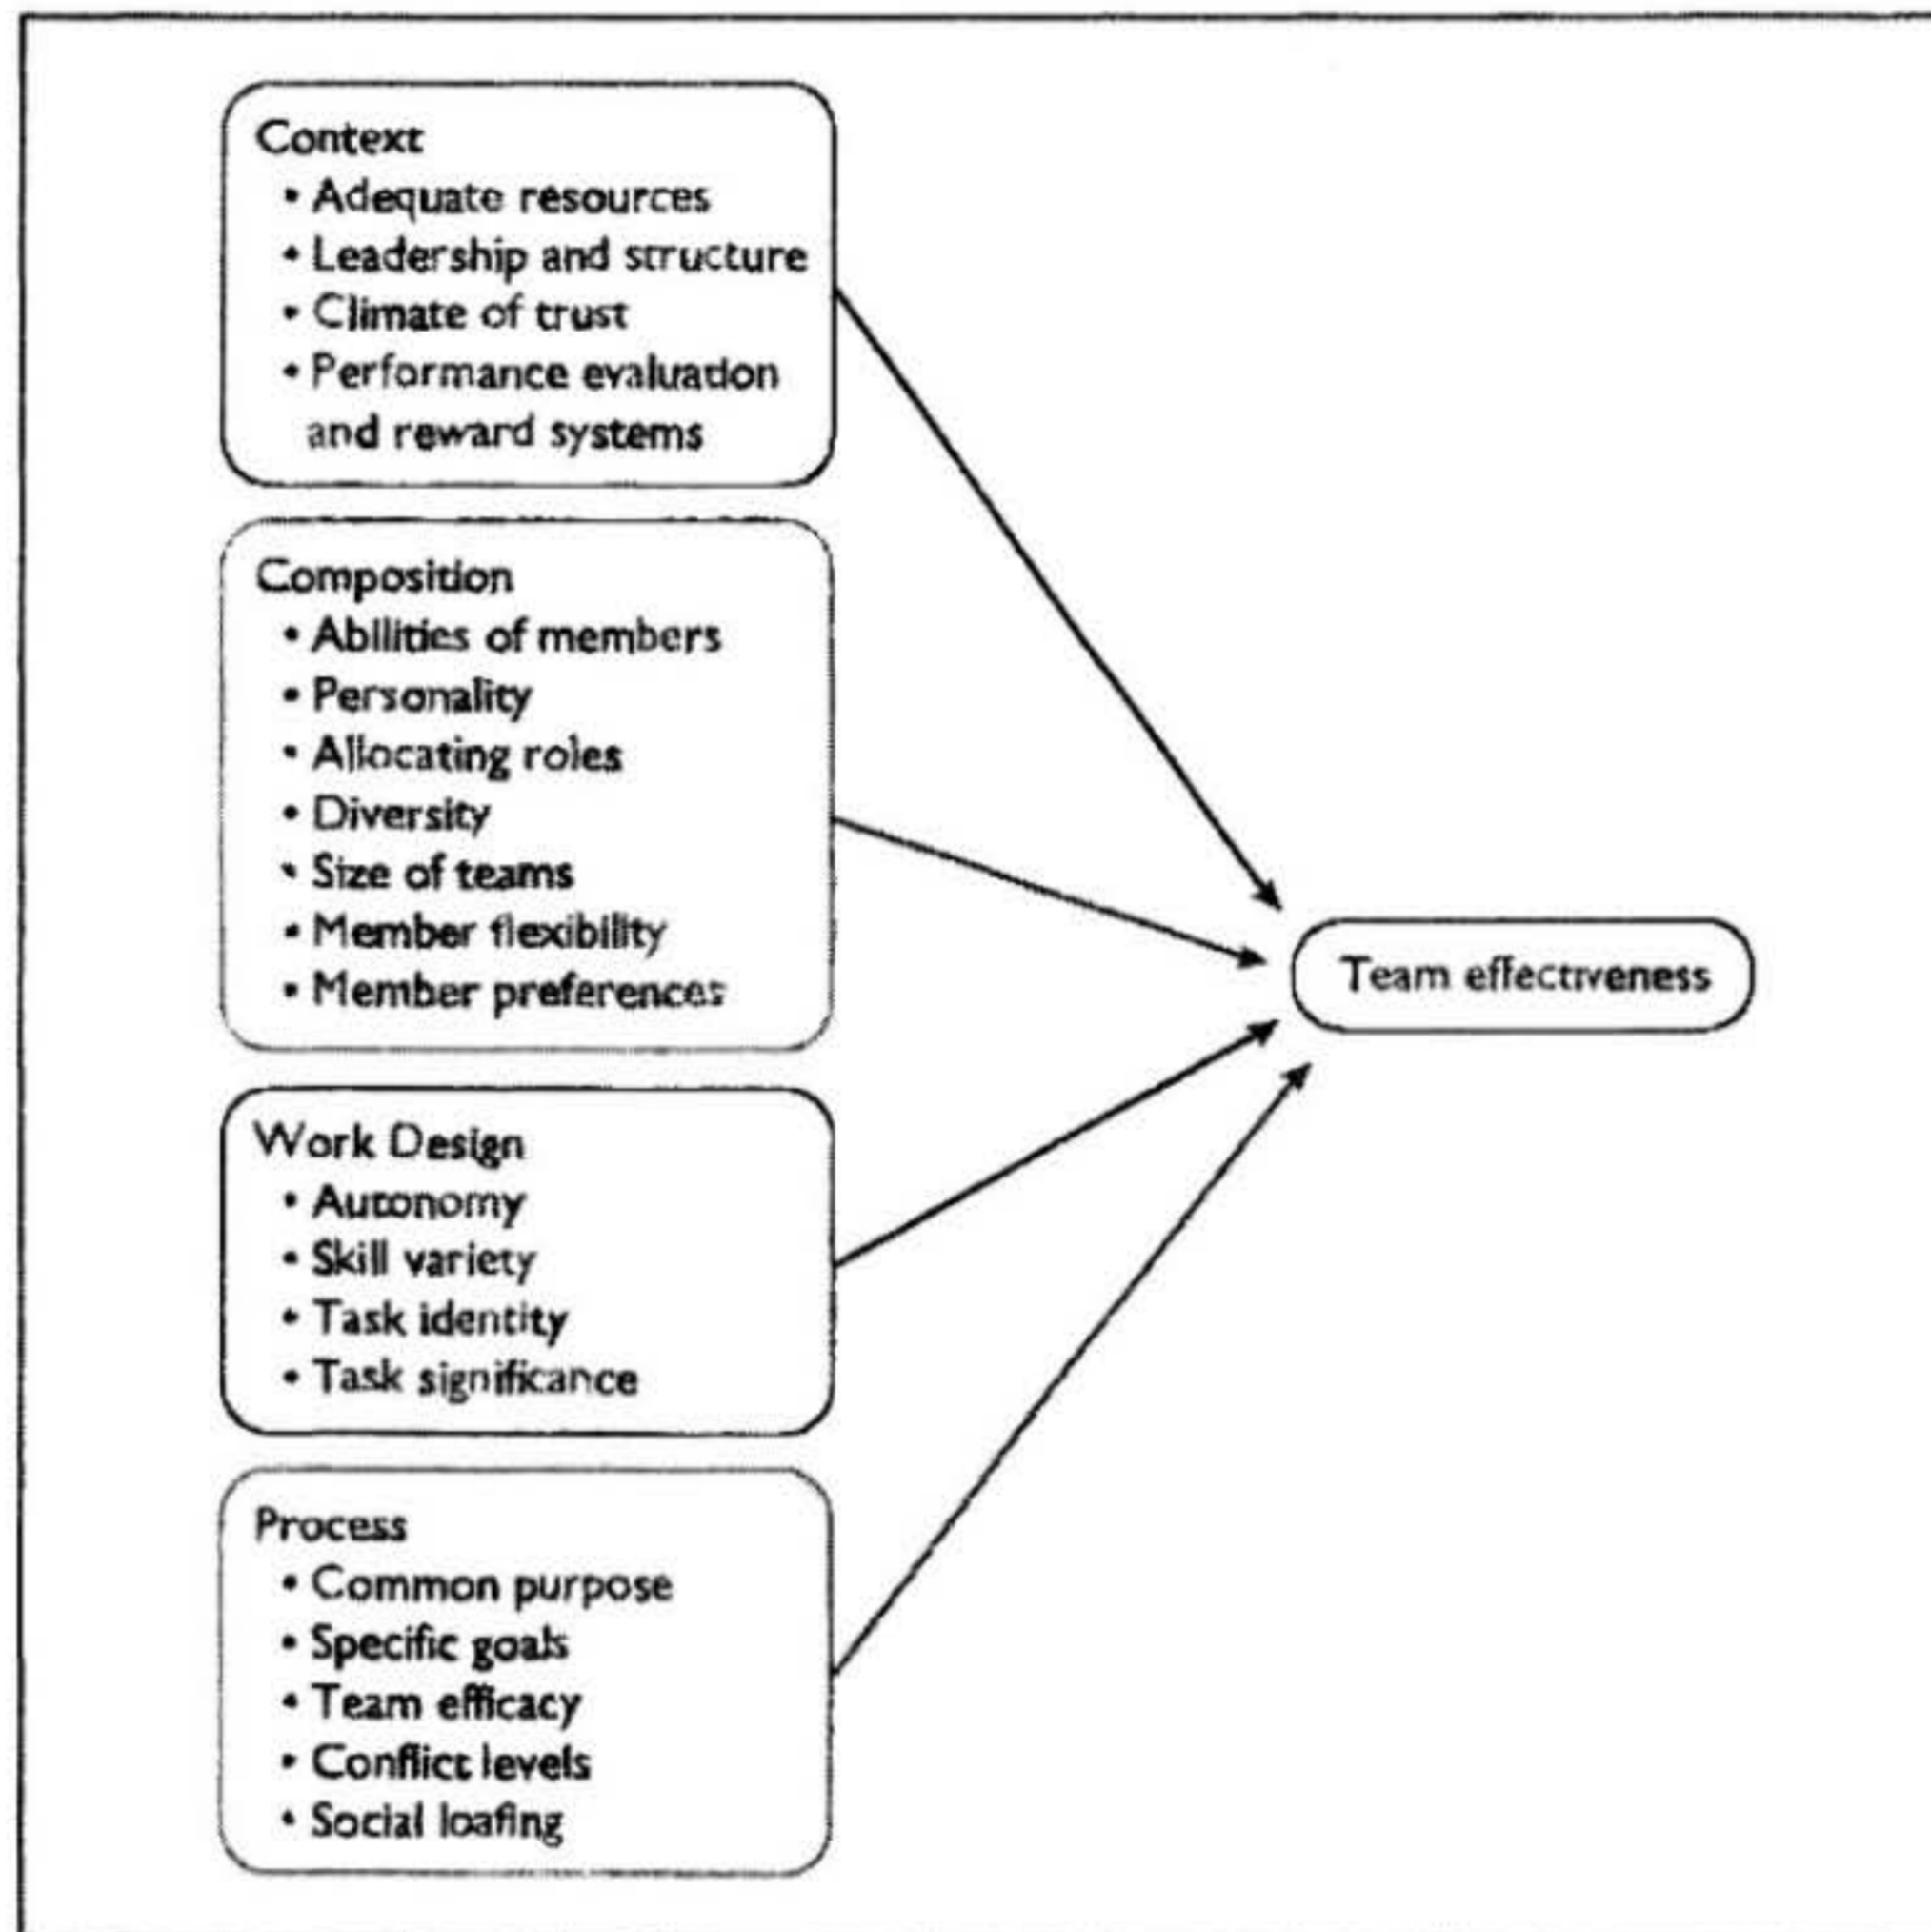 Context
• Adequate resources
• Leadership and structure
• Climate of trust
• Performance evaluation
and reward systems
Composition
• Abilities of members
• Personality
• Allocating roles
• Diversity
• Size of teams
• Member flexibility
• Member preferences
Team effectiveness
Work Design
• Autonomy
• Skill variety
• Task identity
• Task significance
Process
• Common purpose
• Specific goals
• Team efficacy
• Conflict levels
• Social loafing